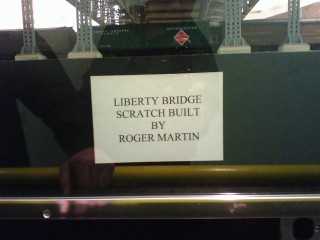 LIBERTY BRIDGE
SCRATCH BUILT
BY
ROGER MARTIN